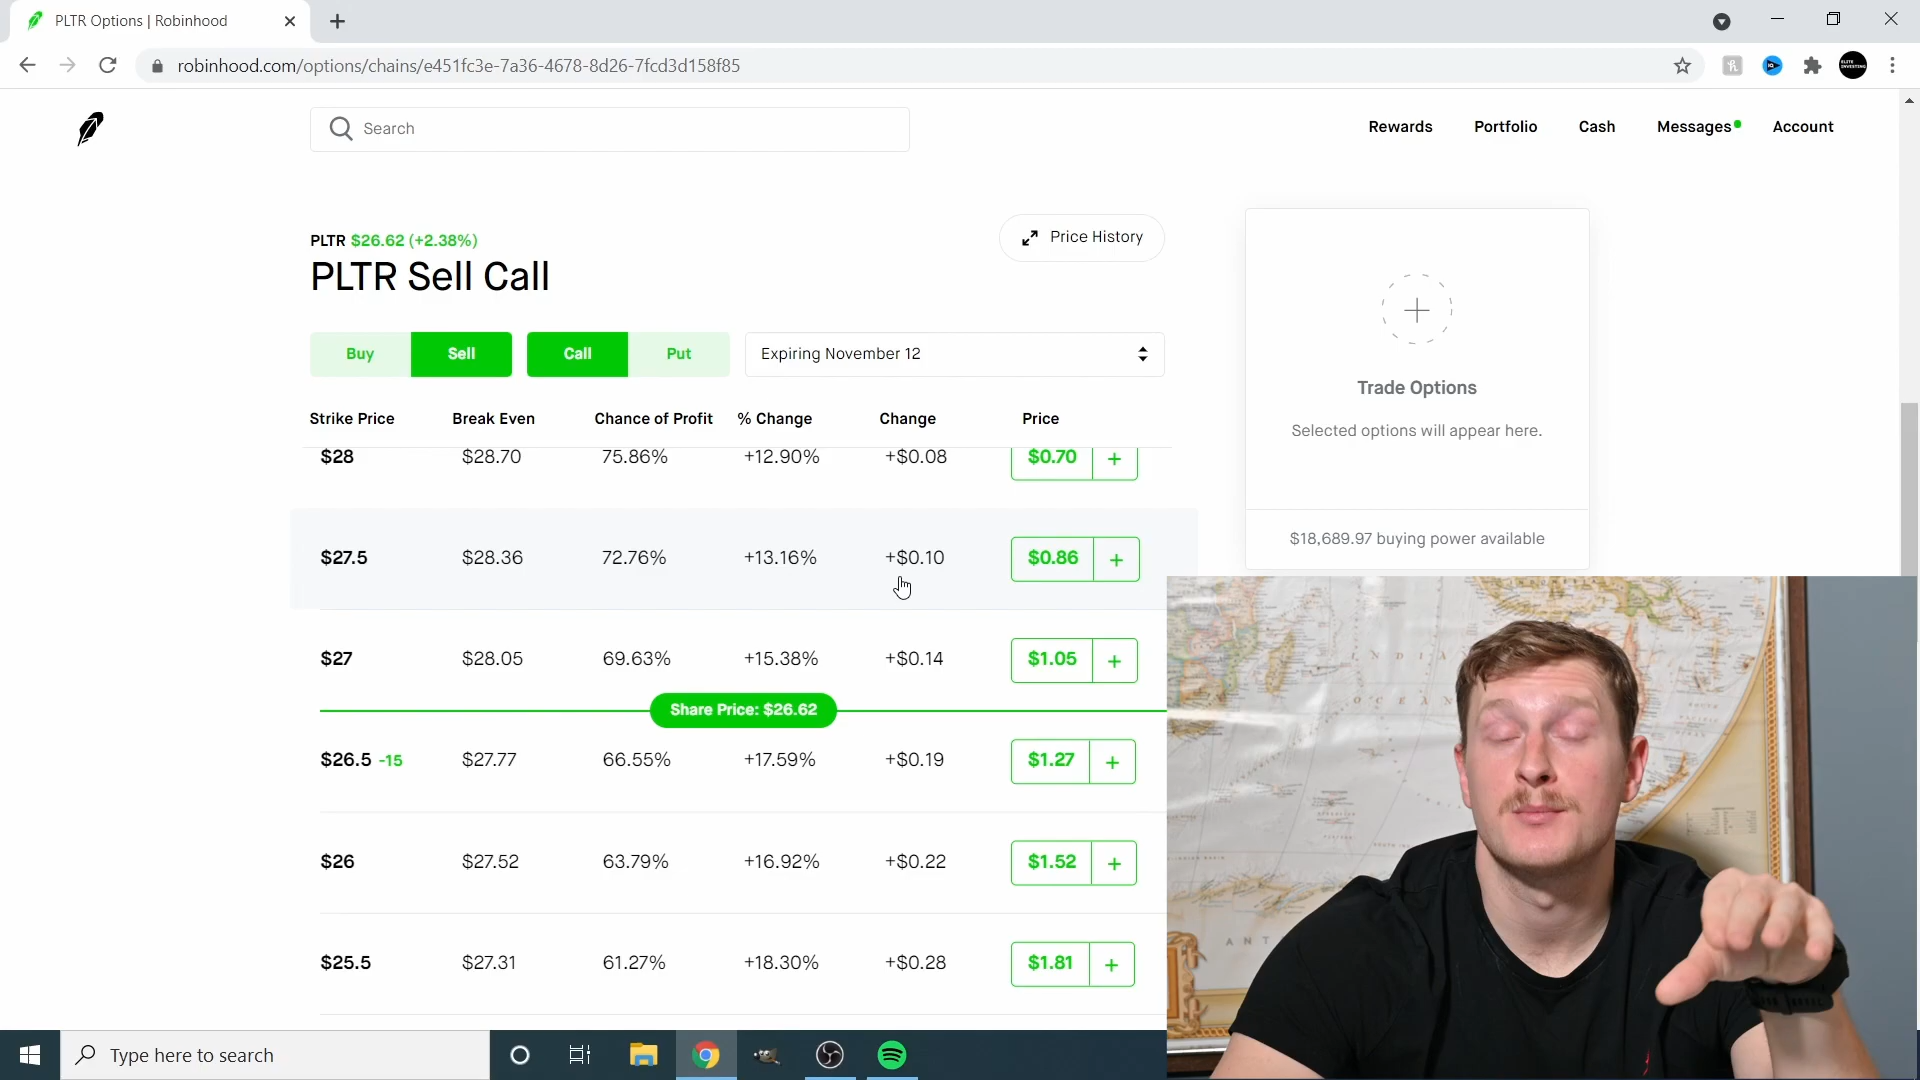 PLTR Options | Robinhood
robinhood.com/options/chains/e451fc3e-7a36-4678-8d26-7fcd3d158f85
Search
Rewards Portfolio Cash Messages Account
PLTR $26.62 (+2.38%)
Price History
PLTR Sell Call
Buy Sell Call Put Expiring November 12
Strike Price Break Even Chance of Profit % Change Change Price
$28 $28.70 75.86% +12.90% +$0.08 $0.70 +
$27.5 $28.36 72.76% +13.16% +$0.10 $0.86 +
$27 $28.05 69.63% +15.38% +$0.14 $1.05 +
Share Price: $26.62
$26.5 -15 $27.77 66.55% +17.59% +$0.19 $1.27 +
$26 $27.52 63.79% +16.92% +$0.22 $1.52 +
$25.5 $27.31 61.27% +18.30% +$0.28 $1.81 +
Trade Options
Selected options will appear here.
$18,689.97 buying power available
INDIA
OCEAN
ANT
Type here to search